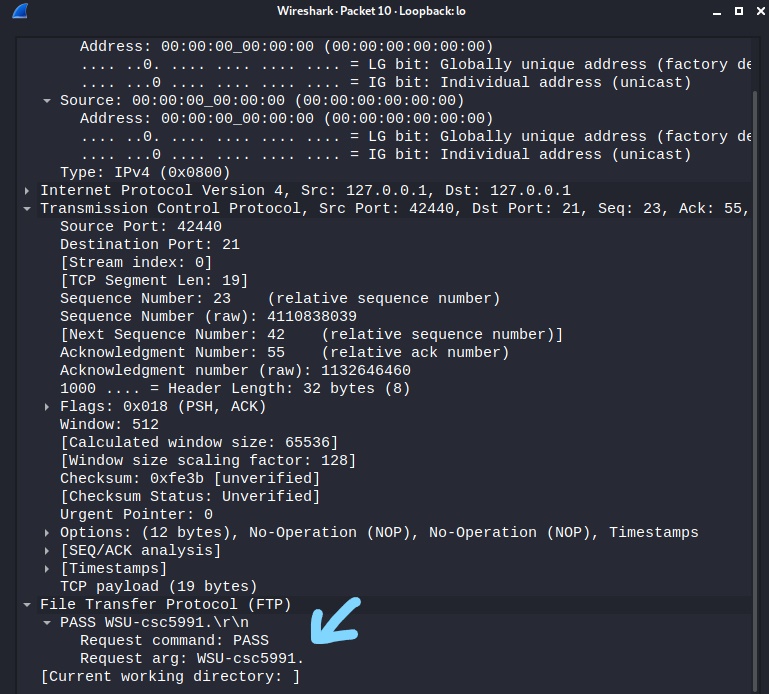 Wireshark · Packet 10 · Loopback: lo
Address: 00:00:00_00:00:00 (00:00:00:00:00:00)
.... ..0. .... .... .... .... = LG bit: Globally unique address (factory de
.... ...0 .... .... .... .... = IG bit: Individual address (unicast)
Source: 00:00:00_00:00:00 (00:00:00:00:00:00)
Address: 00:00:00_00:00:00 (00:00:00:00:00:00)
.... ..0. .... .... .... .... = LG bit: Globally unique address (factory de
.... ...0 .... .... .... .... = IG bit: Individual address (unicast)
Type: IPv4 (0x0800)
Internet Protocol Version 4, Src: 127.0.0.1, Dst: 127.0.0.1
Transmission Control Protocol, Src Port: 42440, Dst Port: 21, Seq: 23, Ack: 55,
Source Port: 42440
Destination Port: 21
[Stream index: 0]
[TCP Segment Len: 19]
Sequence Number: 23    (relative sequence number)
Sequence Number (raw): 4110838039
[Next Sequence Number: 42    (relative sequence number)]
Acknowledgment Number: 55    (relative ack number)
Acknowledgment number (raw): 1132646460
1000 .... = Header Length: 32 bytes (8)
Flags: 0x018 (PSH, ACK)
Window: 512
[Calculated window size: 65536]
[Window size scaling factor: 128]
Checksum: 0xfe3b [unverified]
[Checksum Status: Unverified]
Urgent Pointer: 0
Options: (12 bytes), No-Operation (NOP), No-Operation (NOP), Timestamps
[SEQ/ACK analysis]
[Timestamps]
TCP payload (19 bytes)
File Transfer Protocol (FTP)
PASS WSU-csc5991.\r\n
Request command: PASS
Request arg: WSU-csc5991.
[Current working directory: ]